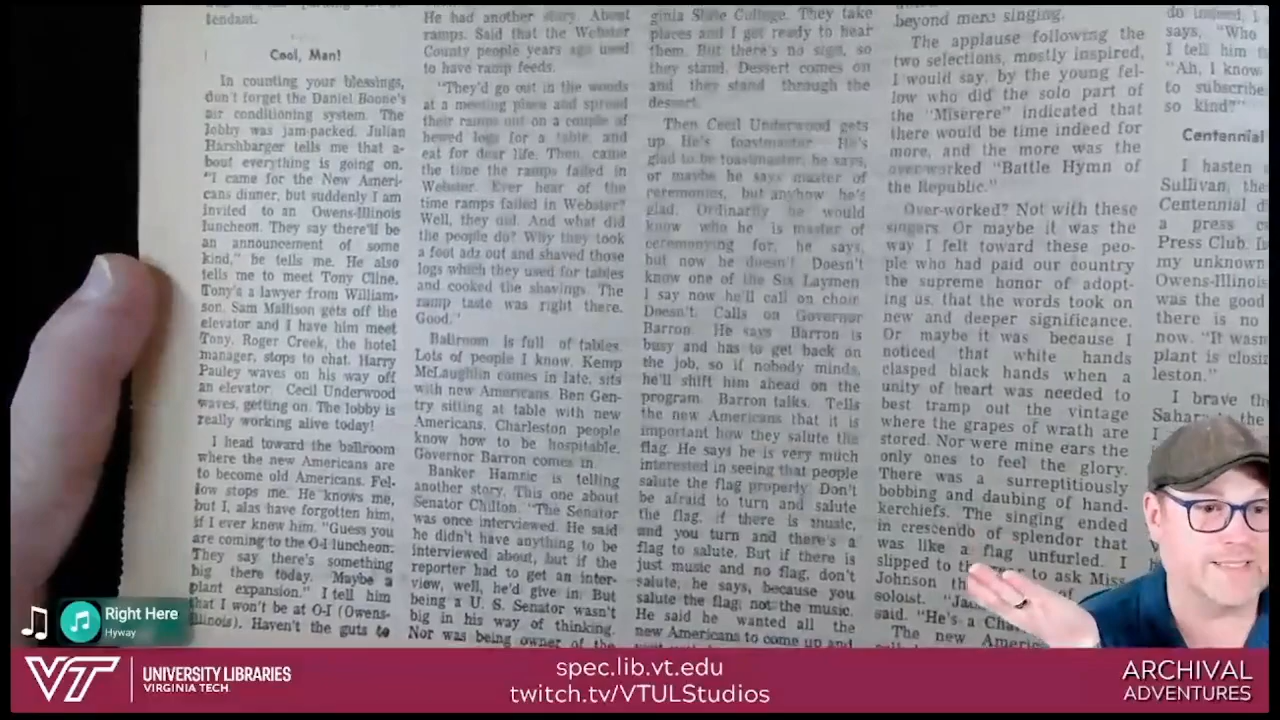 tendant.
Cool, Man!
In counting your blessings,
don't forget the Daniel Boone's
air conditioning system. The
lobby was jam-packed. Julian
Harshbarger tells me that a-
bout everything is going on.
"I came for the New Ameri-
cans dinner, but suddenly I am
invited to an Owens-Illinois
luncheon. They say there'll be
an announcement of some
kind," he tells me. He also
tells me to meet Tony Cline.
Tony's a lawyer from William-
son. Sam Mallison gets off the
elevator and I have him meet
Tony. Roger Creek, the hotel
manager, stops to chat. Harry
Pauley waves on his way off
an elevator. Cecil Underwood
waves, getting on. The lobby is
really working alive today!
I head toward the ballroom
where the new Americans are
to become old Americans. Fel-
low stops me. He knows me,
but I, alas have forgotten him,
if I ever knew him. "Guess you
are coming to the O-I luncheon.
They say there's something
big there today. Maybe a
plant expansion." I tell him
that I won't be at O-I (Owens-
Illinois). Haven't the guts to
He had another story. About
ramps. Said that the Webster
County people years ago used
to have ramp feeds.
"They'd go out in the woods
at a meeting place and spread
their ramps out on a couple of
hewed logs for a table, and
eat for dear life. Then came
the time the ramps failed in
Webster. Ever hear of the
time ramps failed in Webster?
Well, they did. And what did
the people do? Why they took
a foot adz out and shaved those
logs which they used for tables
and cooked the shavings. The
ramp taste was right there.
Good."
Ballroom is full of tables.
Lots of people I know. Kemp
McLaughlin comes in late, sits
with new Americans. Ben Gen-
try sitting at table with new
Americans. Charleston people
know how to be hospitable.
Governor Barron comes in.
Banker Hamric is telling
another story. This one about
Senator Chilton. "The Senator
was once interviewed. He said
he didn't have anything to be
interviewed about, but if the
reporter had to get an inter-
view, well, he'd give in. But
being a U. S. Senator wasn't
big in his way of thinking.
Nor was being owner of the
ginia State College. They take
places and I get ready to hear
them. But there's no sign, so
they stand. Dessert comes on
and they stand through the
dessert.
Then Cecil Underwood gets
up. He's toastmaster. He's
glad to be toastmaster, he says,
or maybe he says master of
ceremonies, but anyhow he's
glad. Ordinarily he would
know who he is master of
ceremonying for, he says,
but now he doesn't. Doesn't
know one of the Six Laymen
I say now he'll call on choir
Doesn't. Calls on Governor
Barron. He says Barron is
busy and has to get back on
the job, so if nobody minds,
he'll shift him ahead on the
program. Barron talks. Tells
the new Americans that it is
important how they salute the
flag. He says he is very much
interested in seeing that people
salute the flag properly. Don't
be afraid to turn and salute
the flag, if there is music,
and you turn and there's a
flag to salute. But if there is
just music and no flag, don't
salute, he says, because you
salute the flag, not the music.
He said he wanted all the
new Americans to come up and
beyond mere singing.
The applause following the
two selections, mostly inspired,
I would say, by the young fel-
low who did the solo part of
the "Miserere" indicated that
there would be time indeed for
more, and the more was the
over-worked "Battle Hymn of
the Republic."
Over-worked? Not with these
singers. Or maybe it was the
way I felt toward these peo-
ple who had paid our country
the supreme honor of adopt-
ing us, that the words took on
new and deeper significance.
Or maybe it was because I
noticed that white hands
clasped black hands when a
unity of heart was needed to
best tramp out the vintage
where the grapes of wrath are
stored. Nor were mine ears the
only ones to feel the glory.
There was a surreptitiously
bobbing and daubing of hand-
kerchiefs. The singing ended
in crescendo of splendor that
was like a flag unfurled. I
slipped to to ask Miss
Johnson of
soloist.
said. "He's a
The new
do indeed, I
says, "Who
I tell him
"Ah, I know
to subscribe
so kind?"
Centennial
I hasten
Sullivan, the
Centennial
a press
Press Club.
my unknown
Owens-Illinois
was the good
there is no
now. "It wasn
plant is closi
leston."
I brave th
Sahara the
I
Right Here
Hyway
VT
UNIVERSITY LIBRARIES
VIRGINIA TECH
spec.lib.vt.edu
twitch.tv/VTULStudios
ARCHIVAL
ADVENTURES